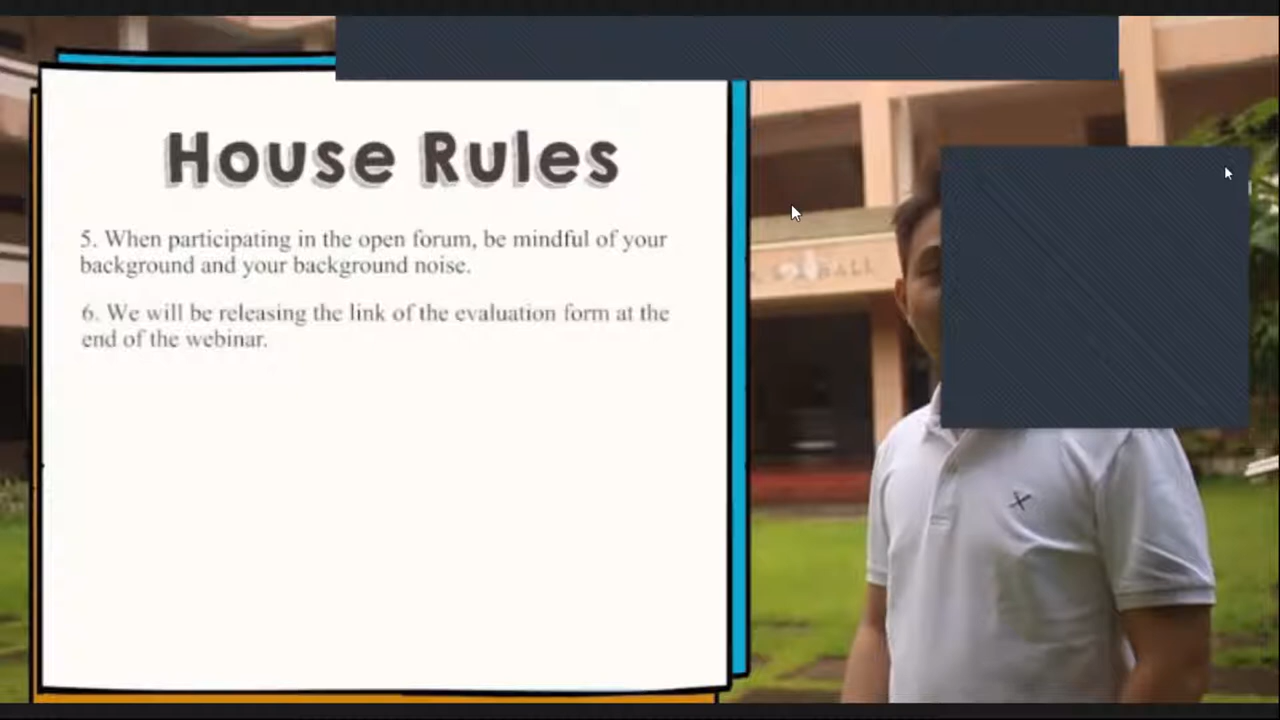 House Rules
5. When participating in the open forum, be mindful of your
background and your background noise.
6. We will be releasing the link of the evaluation form at the
end of the webinar.
HALL